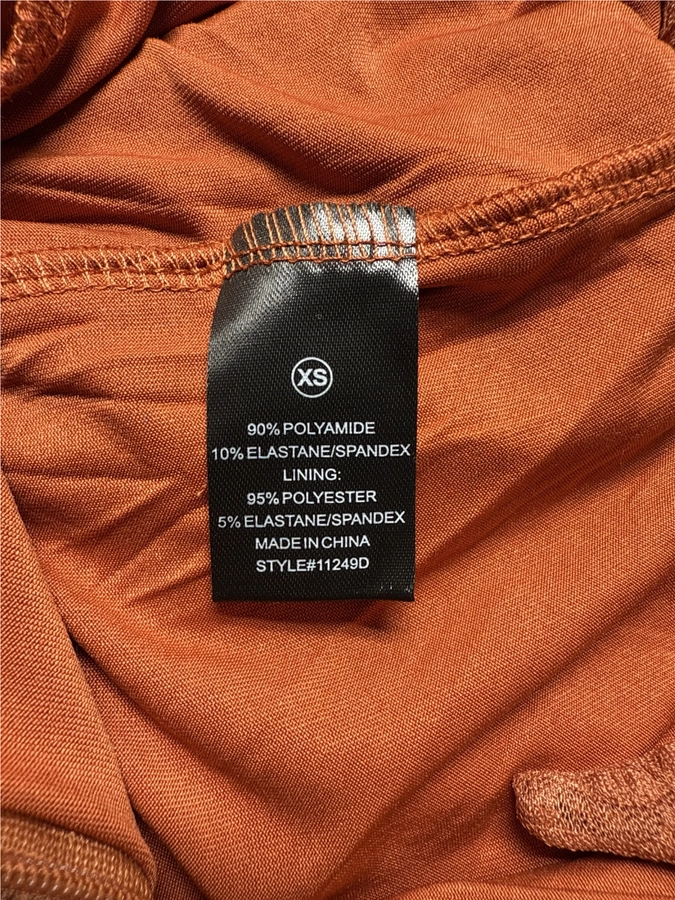 XS
90% POLYAMIDE
10% ELASTANE/SPANDEX
LINING:
95% POLYESTER
5% ELASTANE/SPANDEX
MADE IN CHINA
STYLE#11249D